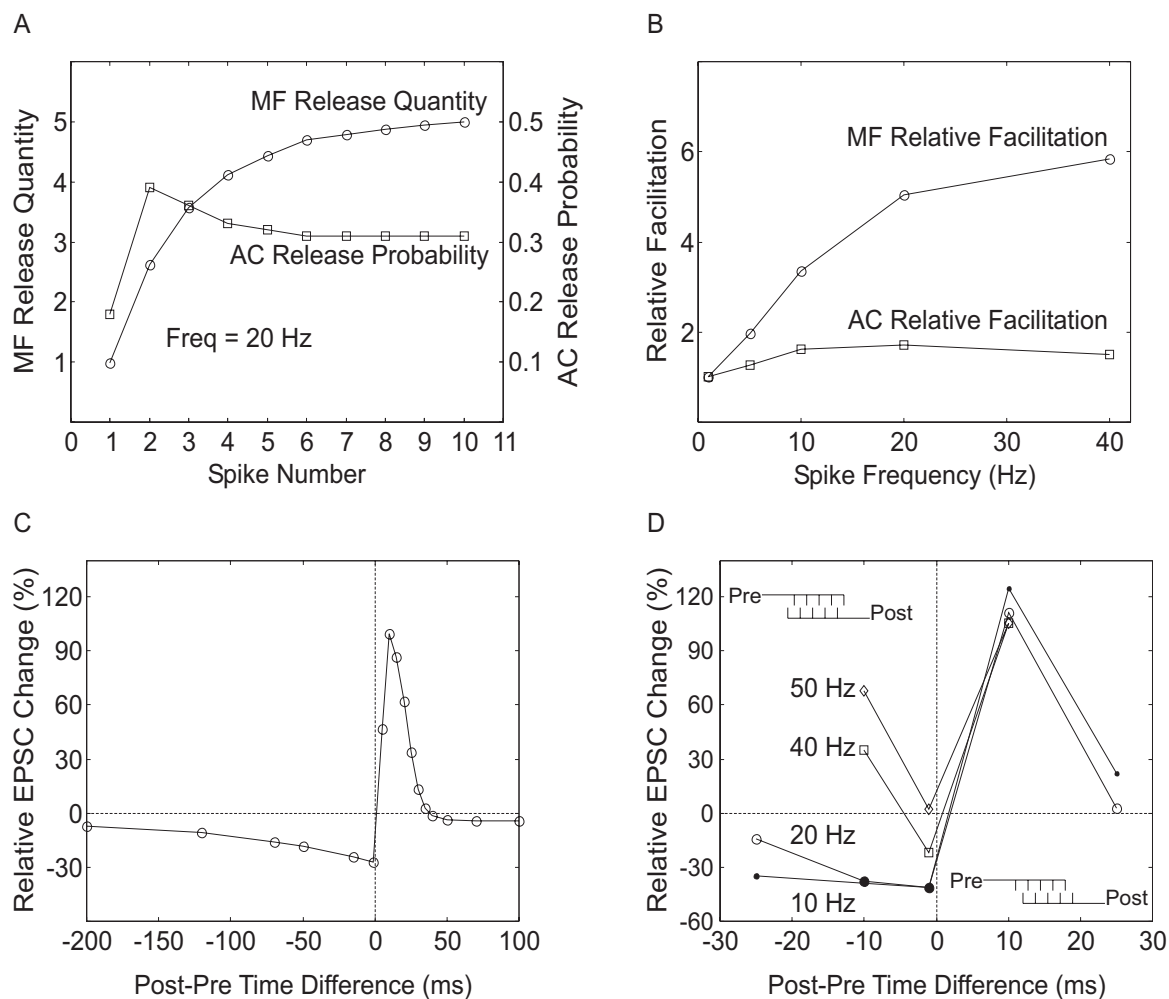 A
MF Release Quantity
5
4
3
2
1
MF Release Quantity
AC Release Probability
Freq = 20 Hz
0.5
0.4
0.3
0.2
0.1
AC Release Probability
0 1 2 3 4 5 6 7 8 9 10 11
Spike Number
B
Relative Facilitation
6
4
2
MF Relative Facilitation
AC Relative Facilitation
0 10 20 30 40
Spike Frequency (Hz)
C
Relative EPSC Change (%)
120
90
60
30
0
-30
-200 -150 -100 -50 0 50 100
Post-Pre Time Difference (ms)
D
Relative EPSC Change (%)
120
90
60
30
0
-30
-60
Pre
Post
50 Hz
40 Hz
20 Hz
10 Hz
Pre
Post
-30 -20 -10 0 10 20 30
Post-Pre Time Difference (ms)